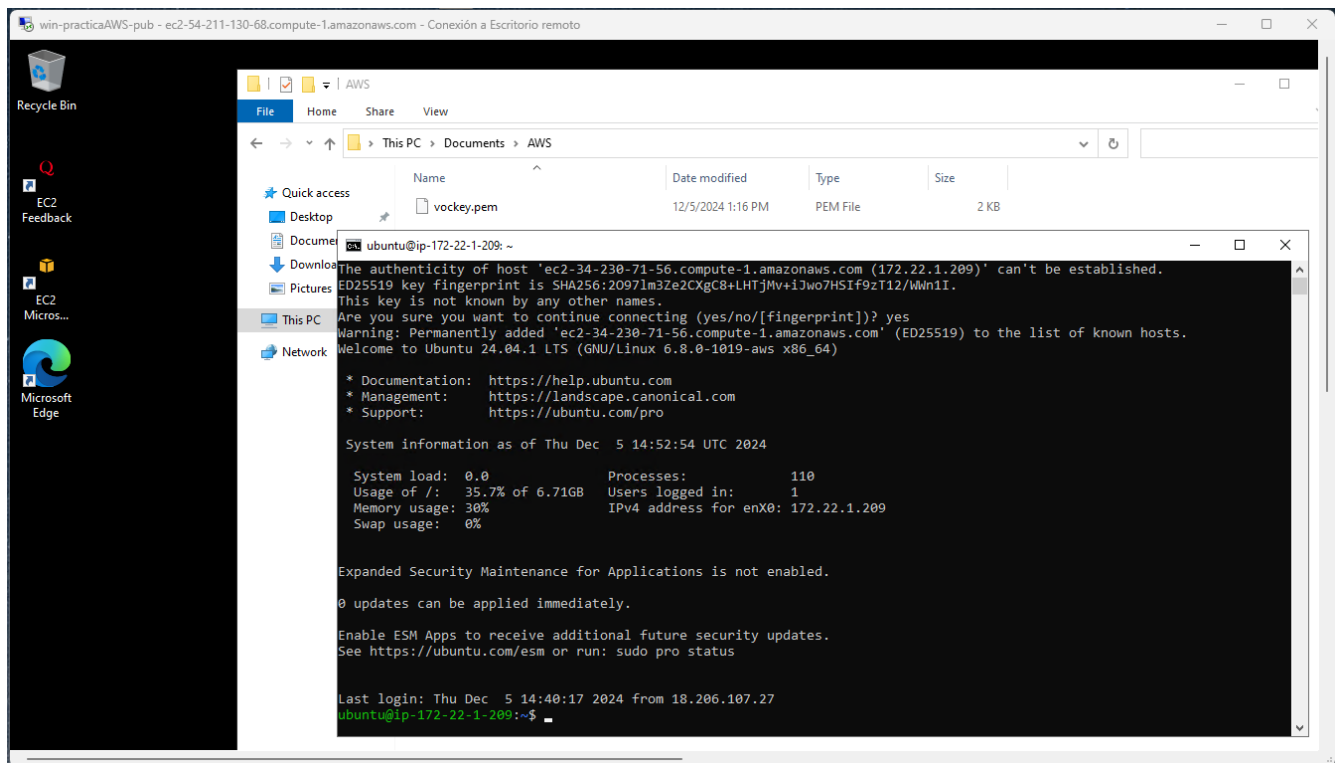 win-practicaAWS-pub - ec2-54-211-130-68.compute-1.amazonaws.com - Conexión a Escritorio remoto
Recycle Bin
Q
EC2
Feedback
EC2
Micros...
Microsoft
Edge
AWS
File Home Share View
This PC > Documents > AWS
Name Date modified Type Size
Quick access
vockey.pem 12/5/2024 1:16 PM PEM File 2 KB
Desktop
Docume
Downloa
Pictures
This PC
Network
ubuntu@ip-172-22-1-209: ~
The authenticity of host 'ec2-34-230-71-56.compute-1.amazonaws.com (172.22.1.209)' can't be established.
ED25519 key fingerprint is SHA256:2O97lm3Ze2CXgC8+LHTjMv+iJwo7HSIf9zT12/WWn1I.
This key is not known by any other names.
Are you sure you want to continue connecting (yes/no/[fingerprint])? yes
Warning: Permanently added 'ec2-34-230-71-56.compute-1.amazonaws.com' (ED25519) to the list of known hosts.
Welcome to Ubuntu 24.04.1 LTS (GNU/Linux 6.8.0-1019-aws x86_64)
* Documentation: https://help.ubuntu.com
* Management: https://landscape.canonical.com
* Support: https://ubuntu.com/pro
System information as of Thu Dec 5 14:52:54 UTC 2024
System load: 0.0 Processes: 110
Usage of /: 35.7% of 6.71GB Users logged in: 1
Memory usage: 30% IPv4 address for enX0: 172.22.1.209
Swap usage: 0%
Expanded Security Maintenance for Applications is not enabled.
0 updates can be applied immediately.
Enable ESM Apps to receive additional future security updates.
See https://ubuntu.com/esm or run: sudo pro status
Last login: Thu Dec 5 14:40:17 2024 from 18.206.107.27
ubuntu@ip-172-22-1-209:~$